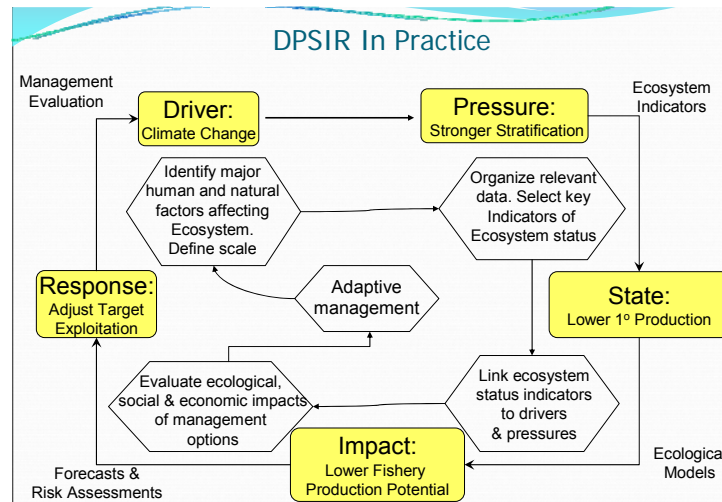 DPSIR In Practice
Management
Evaluation
Driver:
Climate Change
Pressure:
Stronger Stratification
Ecosystem
Indicators
Identify major
human and natural
factors affecting
Ecosystem.
Define scale
Organize relevant
data. Select key
Indicators of
Ecosystem status
Response:
Adjust Target
Exploitation
Adaptive
management
State:
Lower 1º Production
Evaluate ecological,
social & economic impacts
of management
options
Link ecosystem
status indicators
to drivers
& pressures
Impact:
Lower Fishery
Production Potential
Forecasts &
Risk Assessments
Ecological
Models